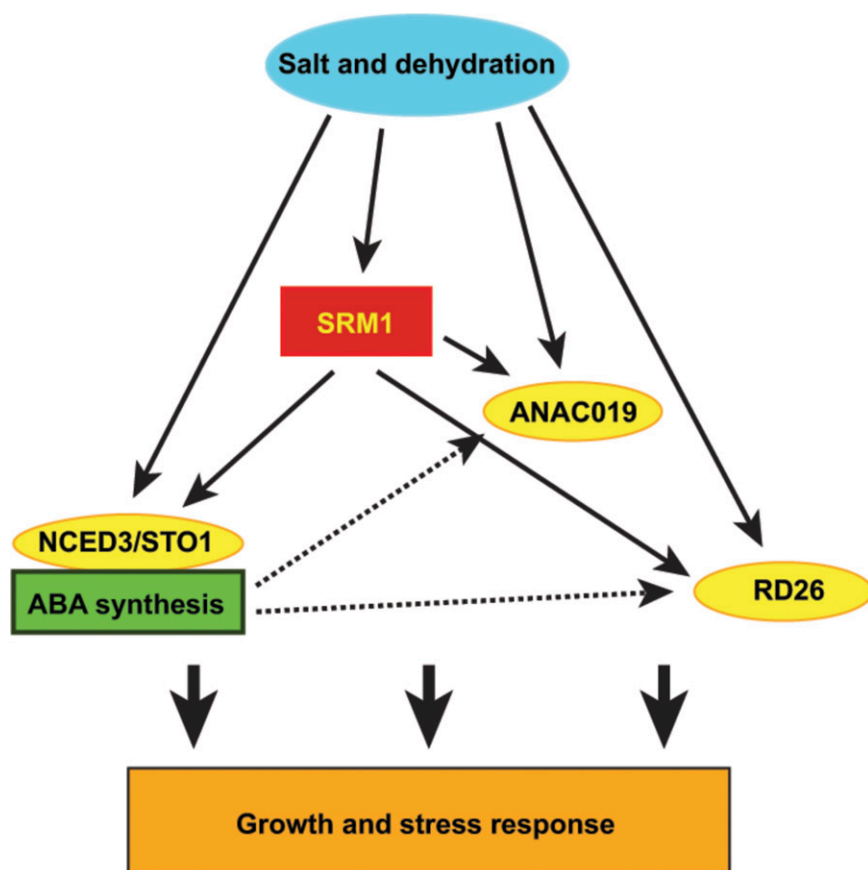 Salt and dehydration
SRM1
ANAC019
NCED3/STO1
ABA synthesis
RD26
Growth and stress response